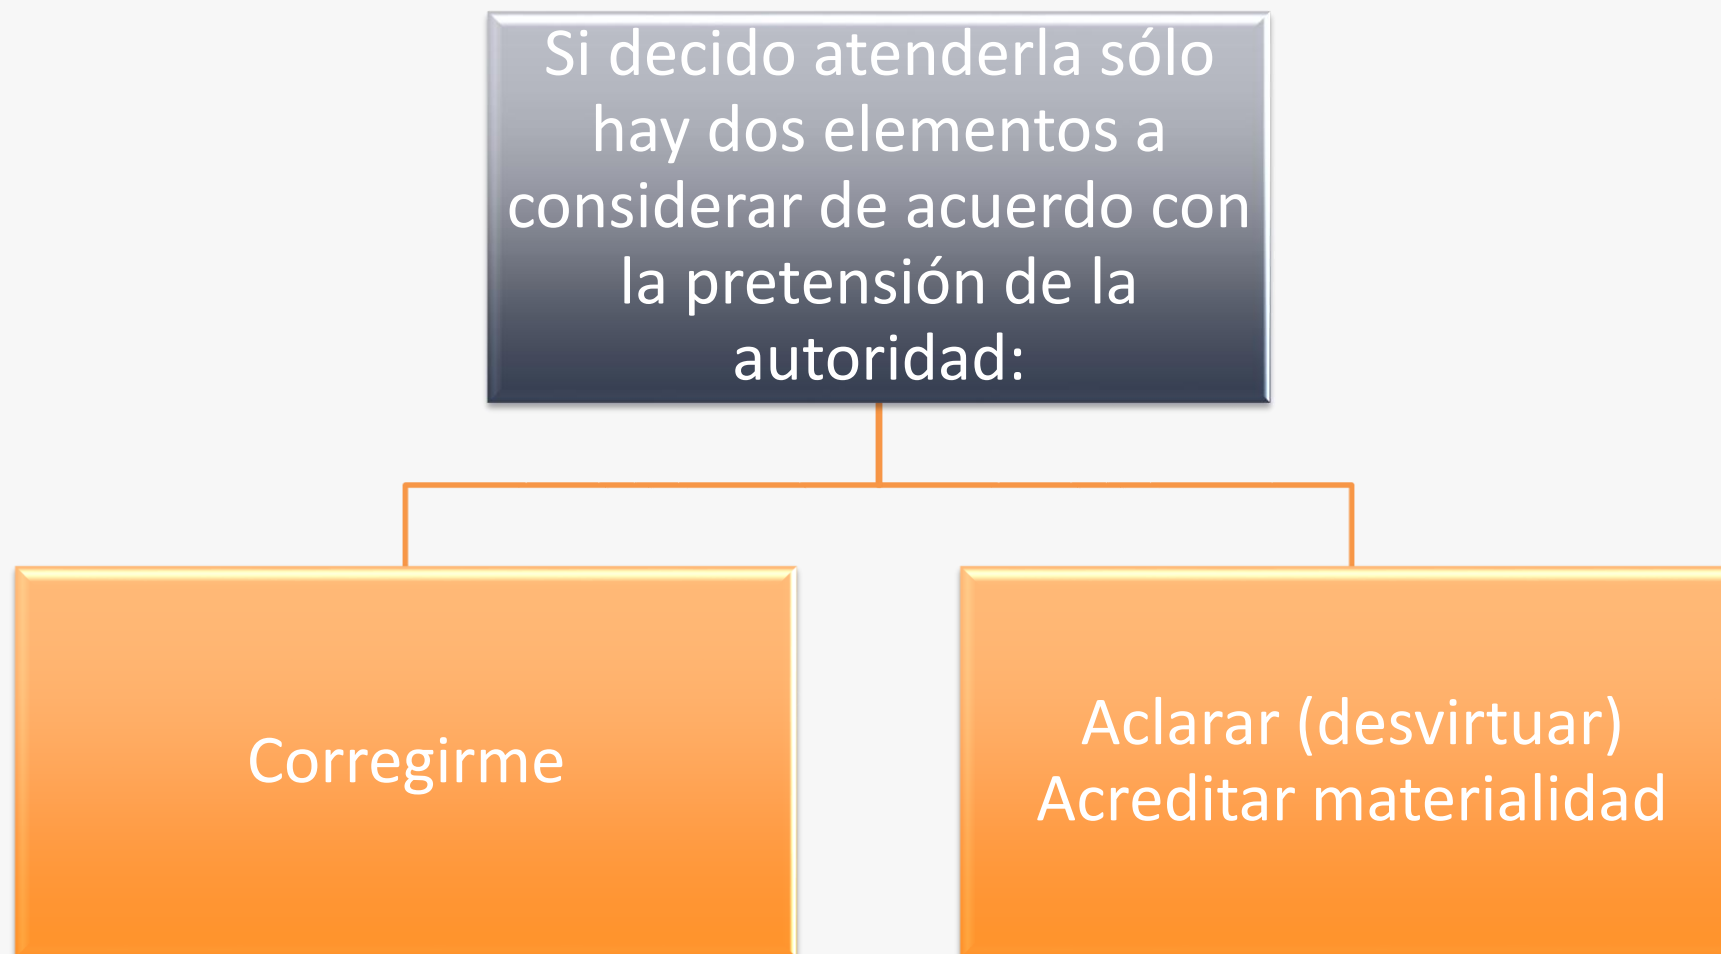 Si decido atenderla sólo
hay dos elementos a
considerar de acuerdo con
la pretensión de la
autoridad:
Corregirme
Aclarar (desvirtuar)
Acreditar materialidad